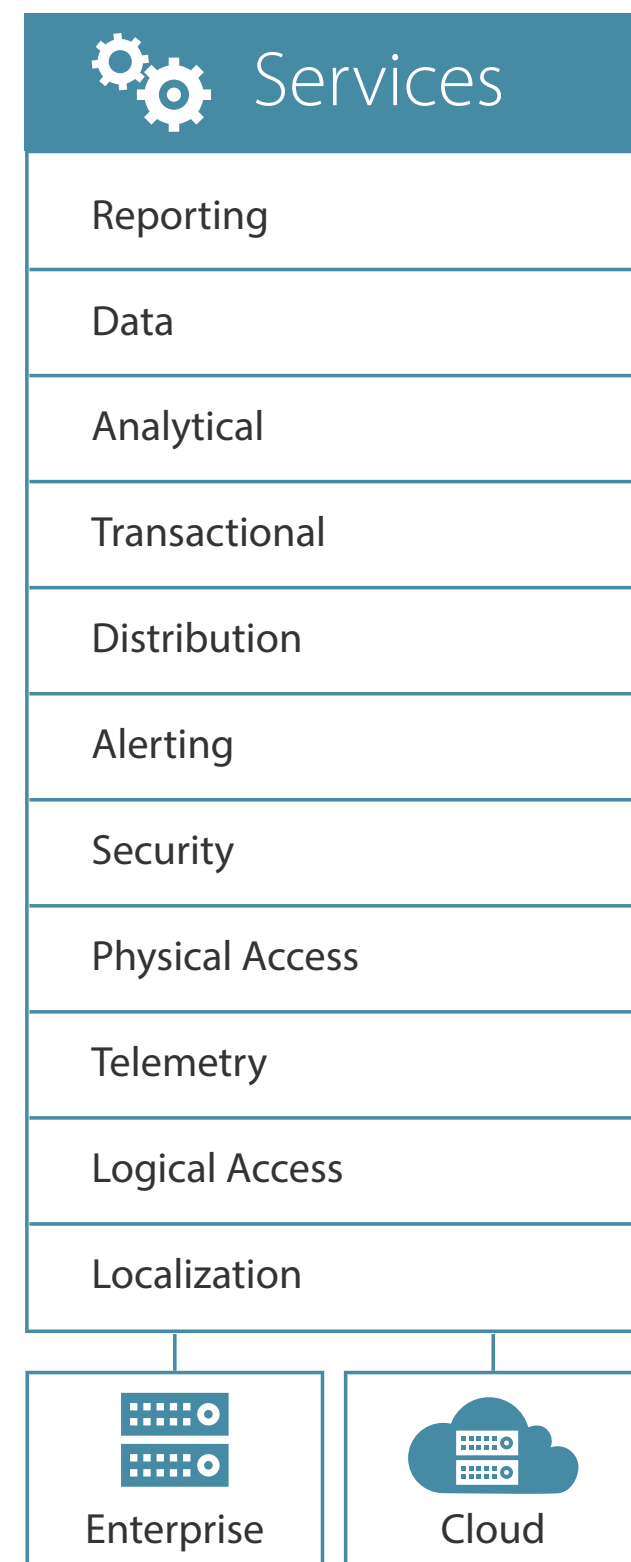 Services
Reporting
Data
Analytical
Transactional
Distribution
Alerting
Security
Physical Access
Telemetry
Logical Access
Localization
Enterprise
Cloud